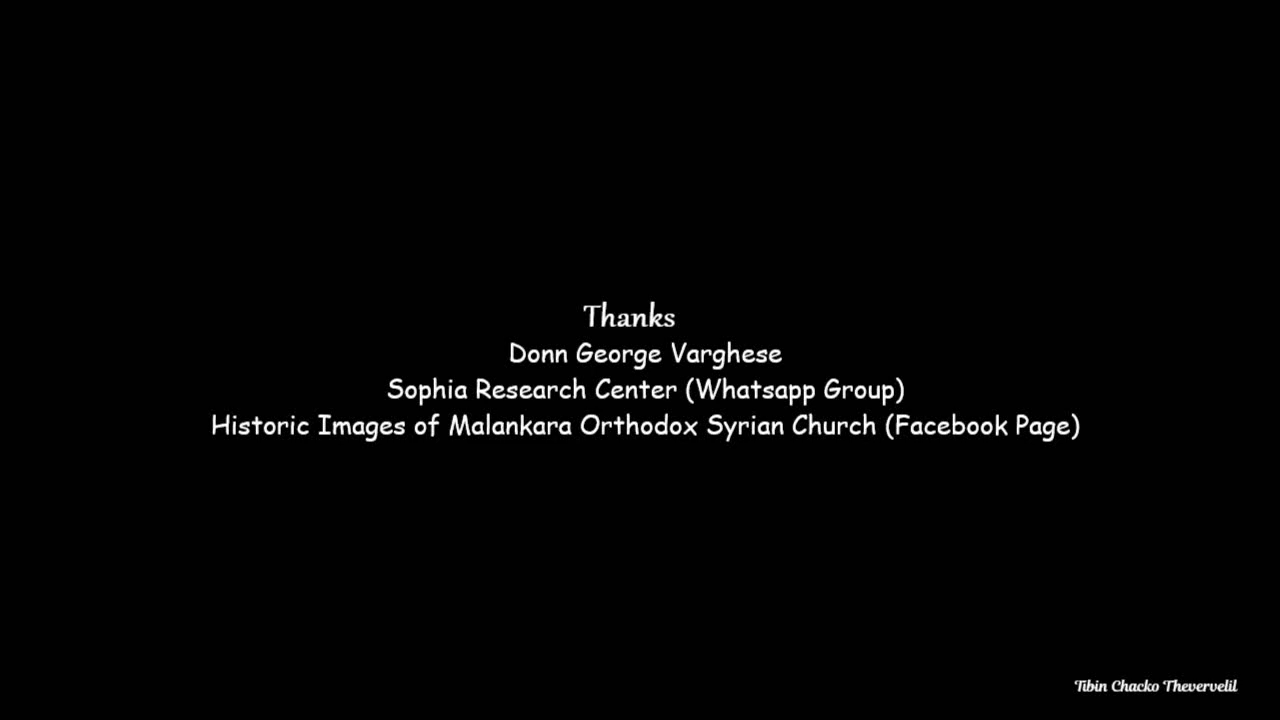 Thanks
Donn George Varghese
Sophia Research Center (Whatsapp Group)
Historic Images of Malankara Orthodox Syrian Church (Facebook Page)
Tibin Chacko Thevervelil